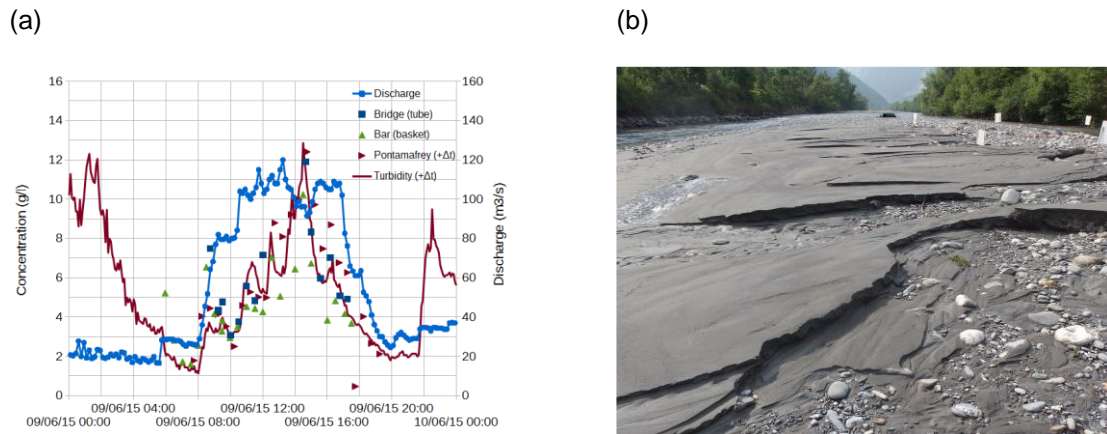 (a)
(b)
16
14
12
10
8
6
4
2
0
Concentration (g/l)
160
140
120
100
80
60
40
20
0
Discharge (m3/s)
Discharge
Bridge (tube)
Bar (basket)
Pontamafrey (+Δt)
Turbidity (+Δt)
09/06/15 04:00
09/06/15 12:00
09/06/15 20:00
09/06/15 00:00
09/06/15 08:00
09/06/15 16:00
10/06/15 00:00